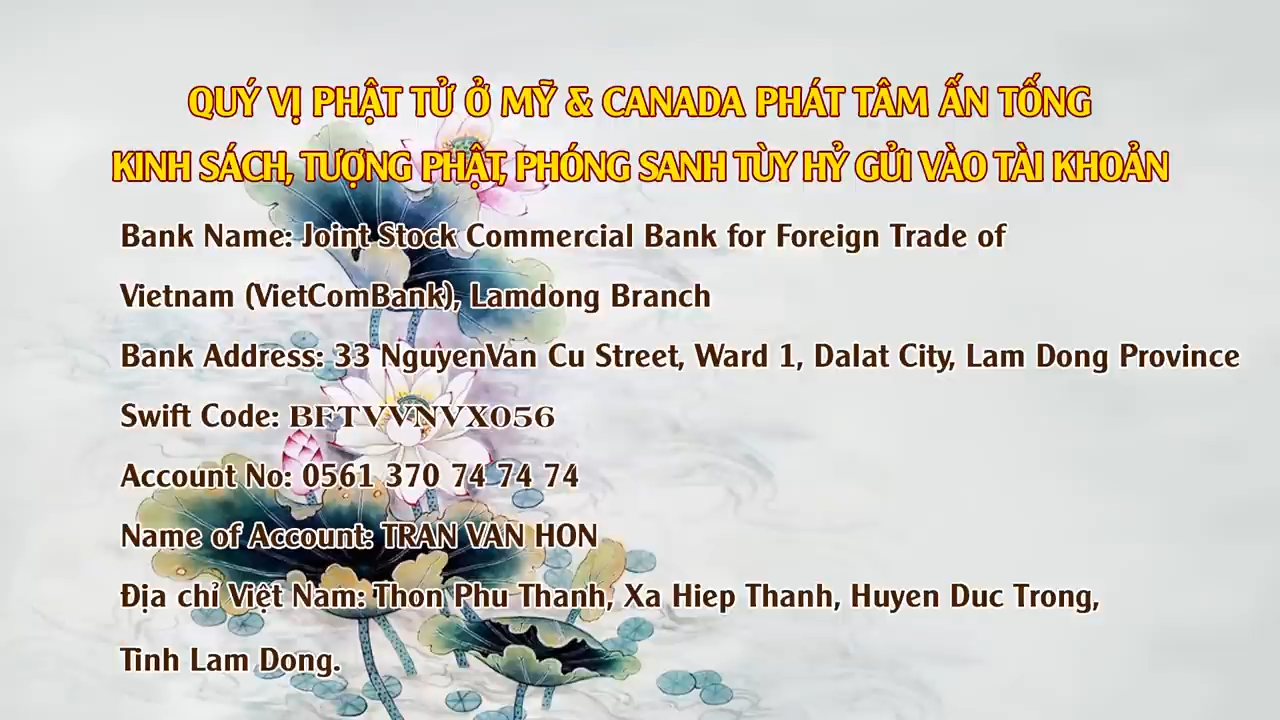 QUÝ VỊ PHẬT TỬ Ở MỸ & CANADA PHÁT TÂM ẤN TỐNG
KINH SÁCH, TƯỢNG PHẬT, PHÓNG SANH TÙY HỶ GỬI VÀO TÀI KHOẢN
Bank Name: Joint Stock Commercial Bank for Foreign Trade of
Vietnam (VietComBank), Lamdong Branch
Bank Address: 33 NguyenVan Cu Street, Ward 1, Dalat City, Lam Dong Province
Swift Code: BFTVVNVX056
Account No: 0561 370 74 74 74
Name of Account: TRAN VAN HON
Địa chỉ Việt Nam: Thon Phu Thanh, Xa Hiep Thanh, Huyen Duc Trong,
Tỉnh Lam Dong.